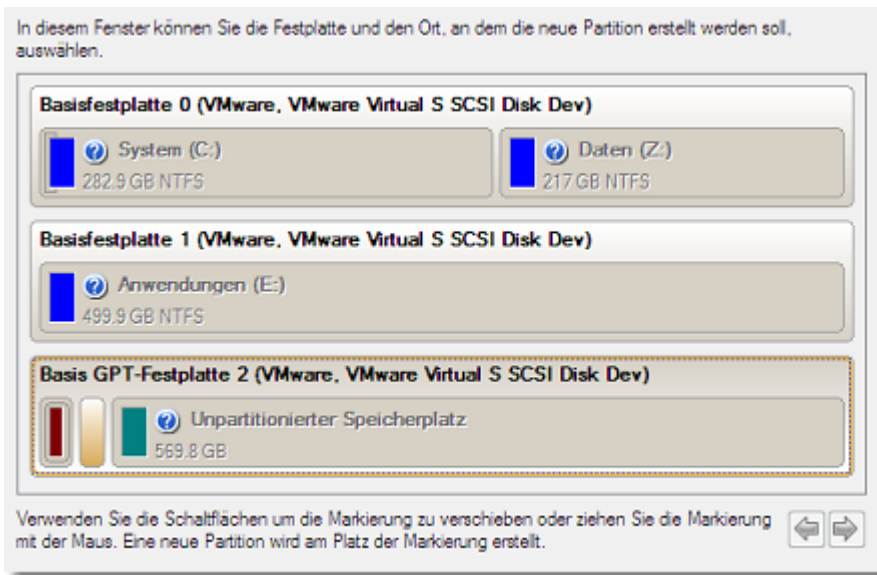 In diesem Fenster können Sie die Festplatte und den Ort, an dem die neue Partition erstellt werden soll,
auswählen.
Basisfestplatte 0 (VMware, VMware Virtual S SCSI Disk Dev)
System (C:)
282.9 GB NTFS
Daten (Z:)
217 GB NTFS
Basisfestplatte 1 (VMware, VMware Virtual S SCSI Disk Dev)
Anwendungen (E:)
499.9 GB NTFS
Basis GPT-Festplatte 2 (VMware, VMware Virtual S SCSI Disk Dev)
Unpartitionierter Speicherplatz
569.8 GB
Verwenden Sie die Schaltflächen um die Markierung zu verschieben oder ziehen Sie die Markierung
mit der Maus. Eine neue Partition wird am Platz der Markierung erstellt.